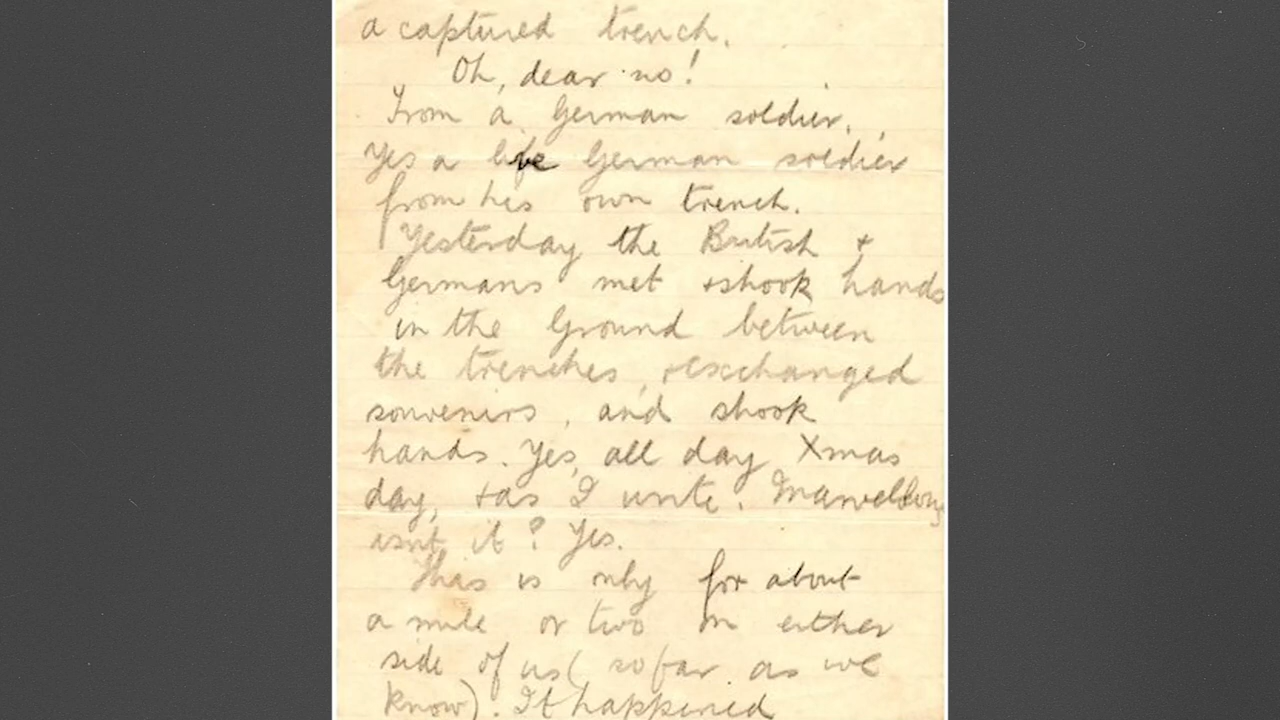 a captured trench.
Oh, dear no!
From a German soldier.
Yes a live German soldier
from his own trench.
Yesterday the British +
Germans met + shook hands
in the Ground between
the trenches, + exchanged
souvenirs, and shook
hands. Yes, all day Xmas
day, + as I write. Marvellous,
isn't it? Yes.
This is only for about
a mile or two on either
side of us (so far as we
know). It happened